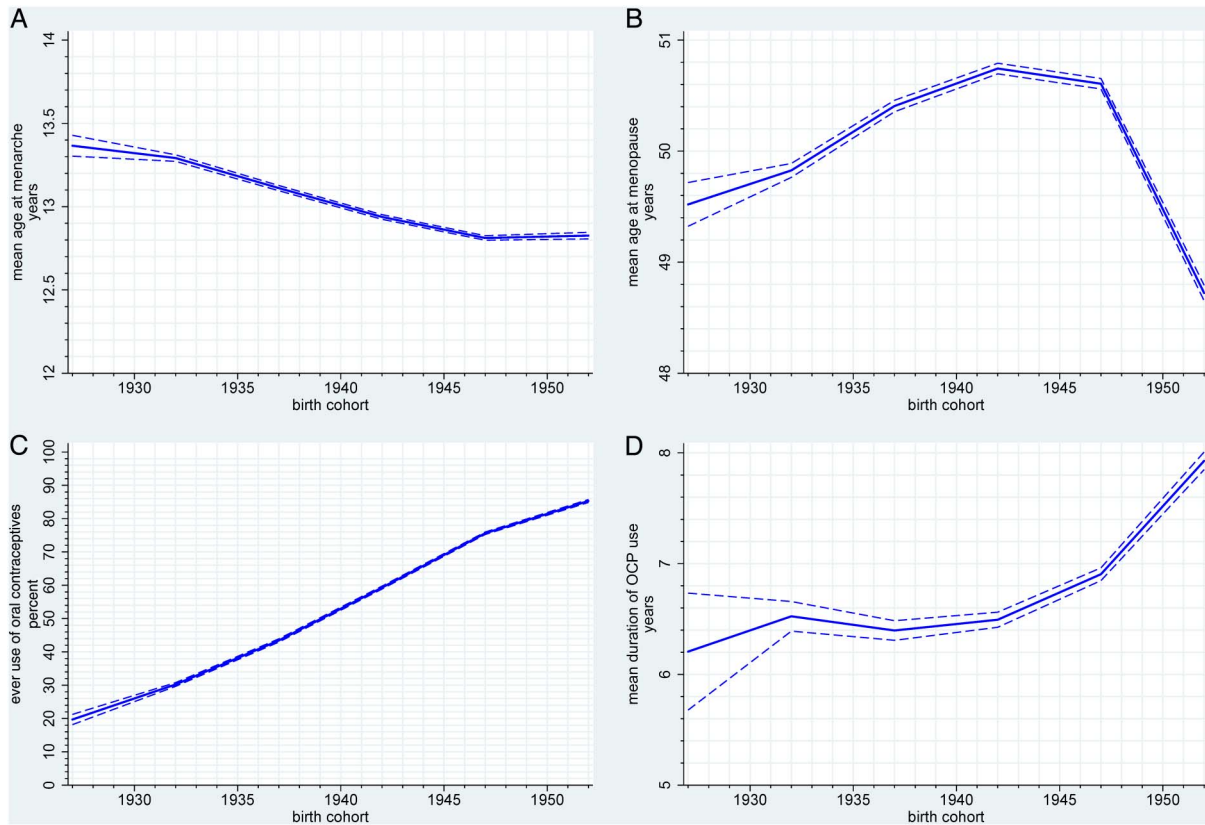 A
mean age at menarche
years
14
13.5
13
12.5
12
1930 1935 1940 1945 1950
birth cohort
B
mean age at menopause
years
51
50
49
48
1930 1935 1940 1945 1950
birth cohort
C
ever use of oral contraceptives
percent
100
90
80
70
60
50
40
30
20
10
0
1930 1935 1940 1945 1950
birth cohort
D
mean duration of OCP use
years
8
7
6
5
1930 1935 1940 1945 1950
birth cohort